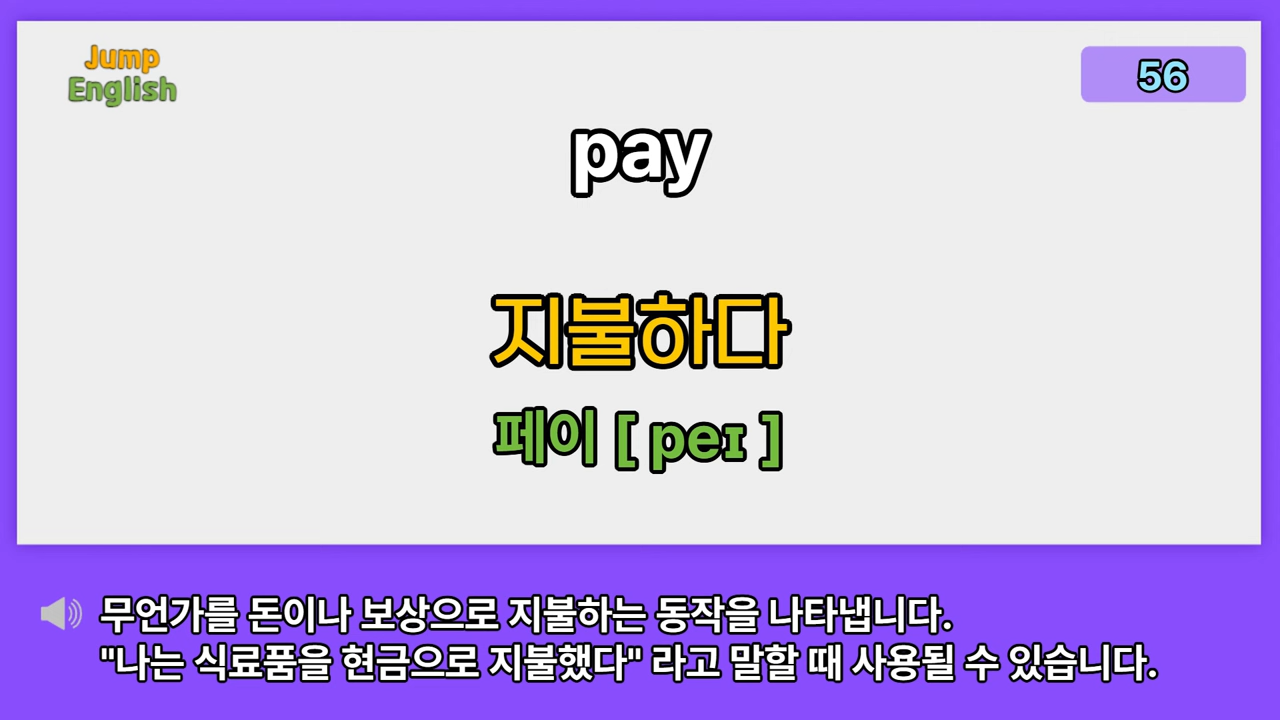 Jump
English
56
pay
지불하다
페이 [ peɪ ]
무언가를 돈이나 보상으로 지불하는 동작을 나타냅니다.
"나는 식료품을 현금으로 지불했다" 라고 말할 때 사용될 수 있습니다.